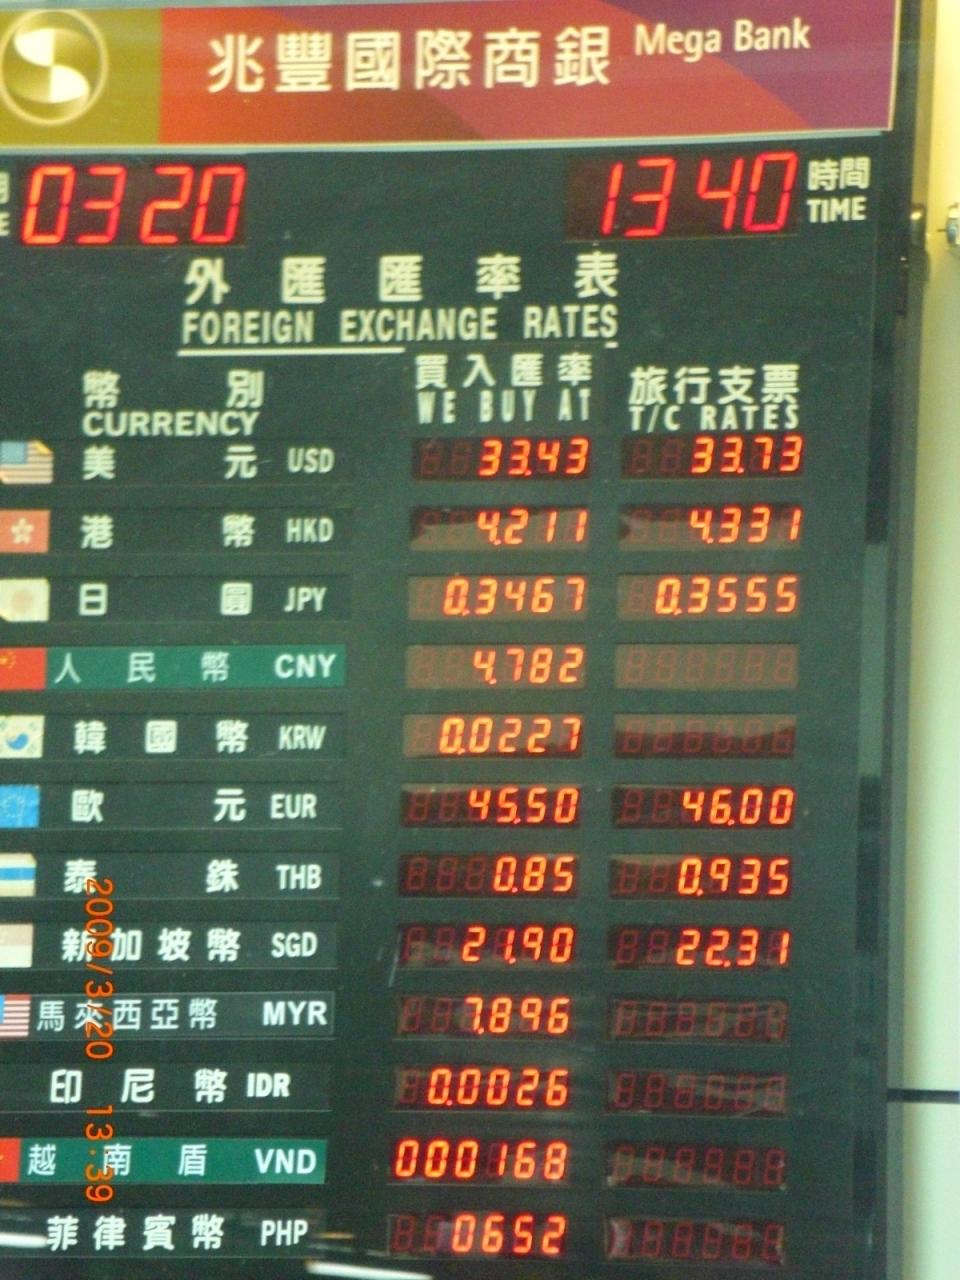 兆豐國際商銀 Mega Bank
03 20 13 40 時間
TIME
外匯匯率表
FOREIGN EXCHANGE RATES
幣別 買入匯率 旅行支票
CURRENCY WE BUY AT T/C RATES
美元 USD 33.43 33.73
港幣 HKD 4.211 4.331
日圓 JPY 0.3467 0.3555
人民幣 CNY 4.782
韓國幣 KRW 0.0227
歐元 EUR 45.50 46.00
泰銖 THB 0.85 0.935
新加坡幣 SGD 21.90 22.31
馬來西亞幣 MYR 7.896
印尼幣 IDR 0.0026
越南盾 VND 000168
菲律賓幣 PHP 0652
2009/3/20 13:39